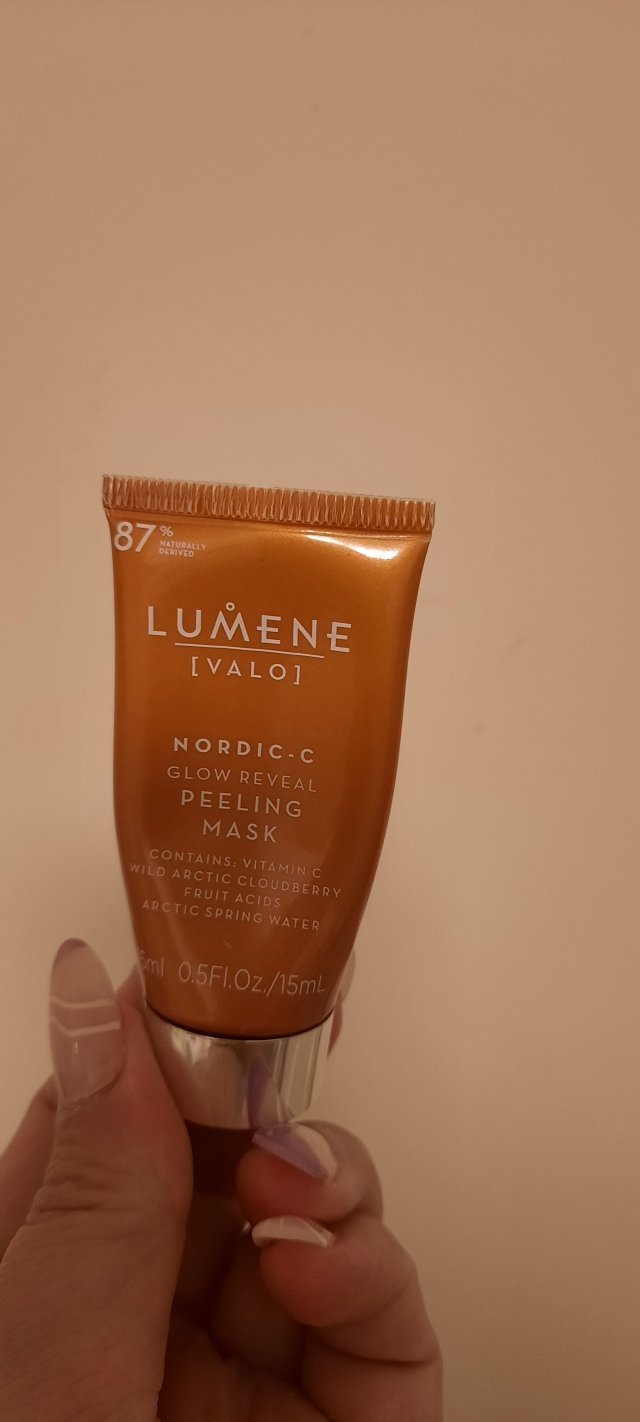 87%
NATURALLY
DERIVED
LUMENE
[VALO]
NORDIC-C
GLOW REVEAL
PEELING
MASK
CONTAINS: VITAMIN C
WILD ARCTIC CLOUDBERRY
FRUIT ACIDS
ARCTIC SPRING WATER
5ml 0.5Fl.Oz./15mL